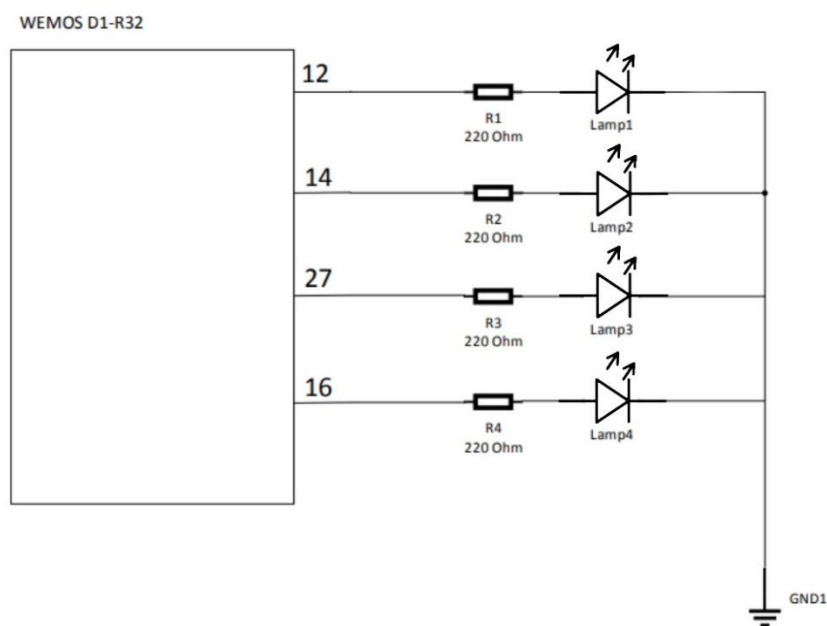 WEMOS D1-R32
12
R1
220 Ohm
Lamp1
14
R2
220 Ohm
Lamp2
27
R3
220 Ohm
Lamp3
16
R4
220 Ohm
Lamp4
GND1